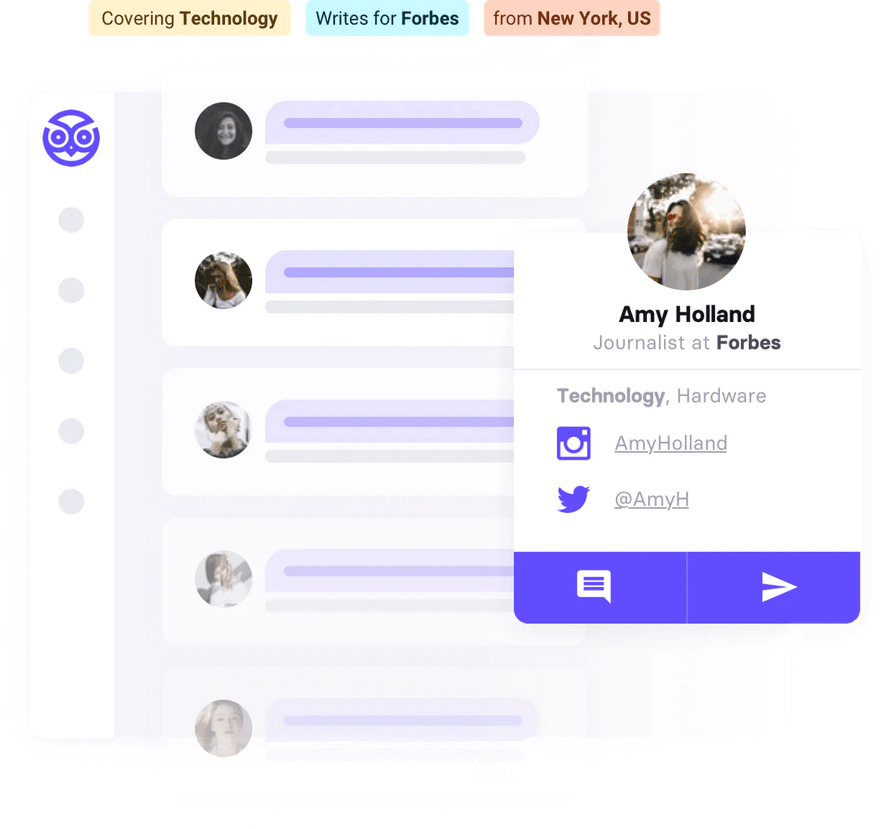 Covering Technology
Writes for Forbes
from New York, US
Amy Holland
Journalist at Forbes
Technology, Hardware
AmyHolland
@AmyH